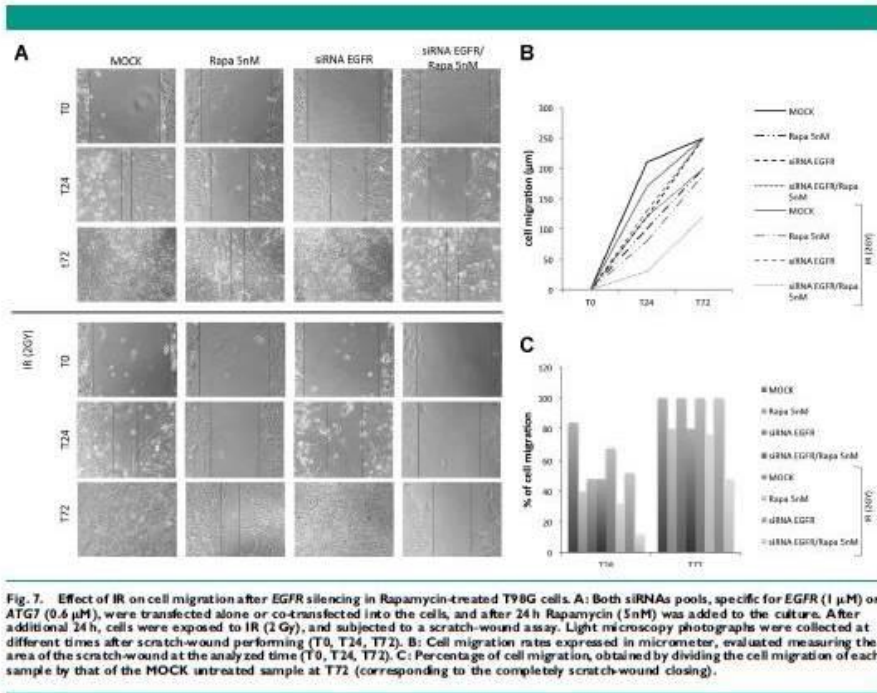 A
MOCK
Rapa 5nM
siRNA EGFR
siRNA EGFR/
Rapa 5nM
T0
T24
t72
IR (2GY)
T0
T24
T72
B
300
250
200
150
100
50
0
cell migration (µm)
T0
T24
T72
MOCK
Rapa 5nM
siRNA EGFR
siRNA EGFR/Rapa
5nM
MOCK
Rapa 5nM
siRNA EGFR
siRNA EGFR/Rapa
5nM
IR (2GY)
C
120
100
80
60
40
20
0
% of cell migration
MOCK
Rapa 5nM
siRNA EGFR
siRNA EGFR/Rapa 5nM
MOCK
Rapa 5nM
siRNA EGFR
siRNA EGFR/Rapa 5nM
IR (2GY)
Fig. 7. Effect of IR on cell migration after EGFR silencing in Rapamycin-treated T98G cells. A: Both siRNAs pools, specific for EGFR (1 µM) or
ATG7 (0.6 µM), were transfected alone or co-transfected into the cells, and after 24 h Rapamycin (5nM) was added to the culture. After
additional 24 h, cells were exposed to IR (2 Gy), and subjected to a scratch-wound assay. Light microscopy photographs were collected at
different times after scratch-wound performing (T0, T24, T72). B: Cell migration rates expressed in micrometer, evaluated measuring the
area of the scratch-wound at the analyzed time (T0, T24, T72). C: Percentage of cell migration, obtained by dividing the cell migration of each
sample by that of the MOCK untreated sample at T72 (corresponding to the completely scratch-wound closing).